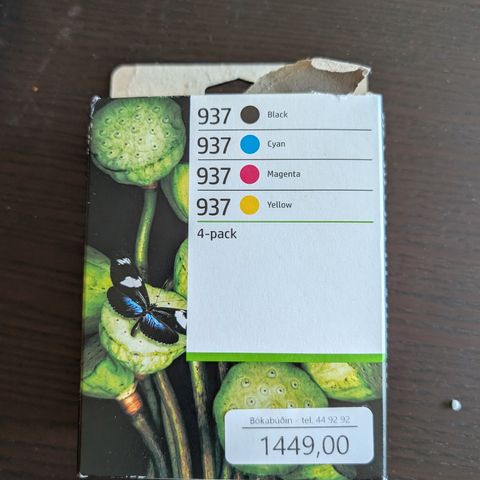 937 Black
937 Cyan
937 Magenta
937 Yellow
4-pack
Bókabúðin - tel. 44 92 92
1449,00